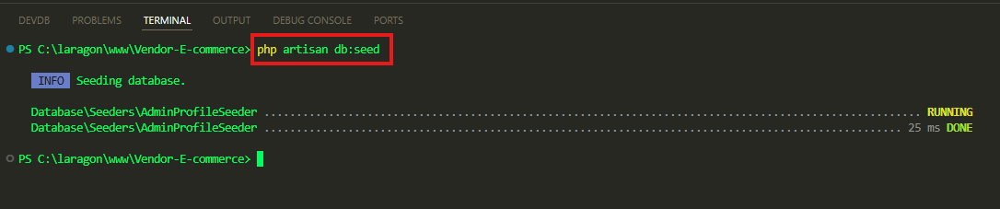 DEVDB PROBLEMS TERMINAL OUTPUT DEBUG CONSOLE PORTS
PS C:\laragon\www\Vendor-E-commerce> php artisan db:seed
INFO Seeding database.
Database\Seeders\AdminProfileSeeder ........................................................................................................ RUNNING
Database\Seeders\AdminProfileSeeder ..................................................................................................... 25 ms DONE
PS C:\laragon\www\Vendor-E-commerce>